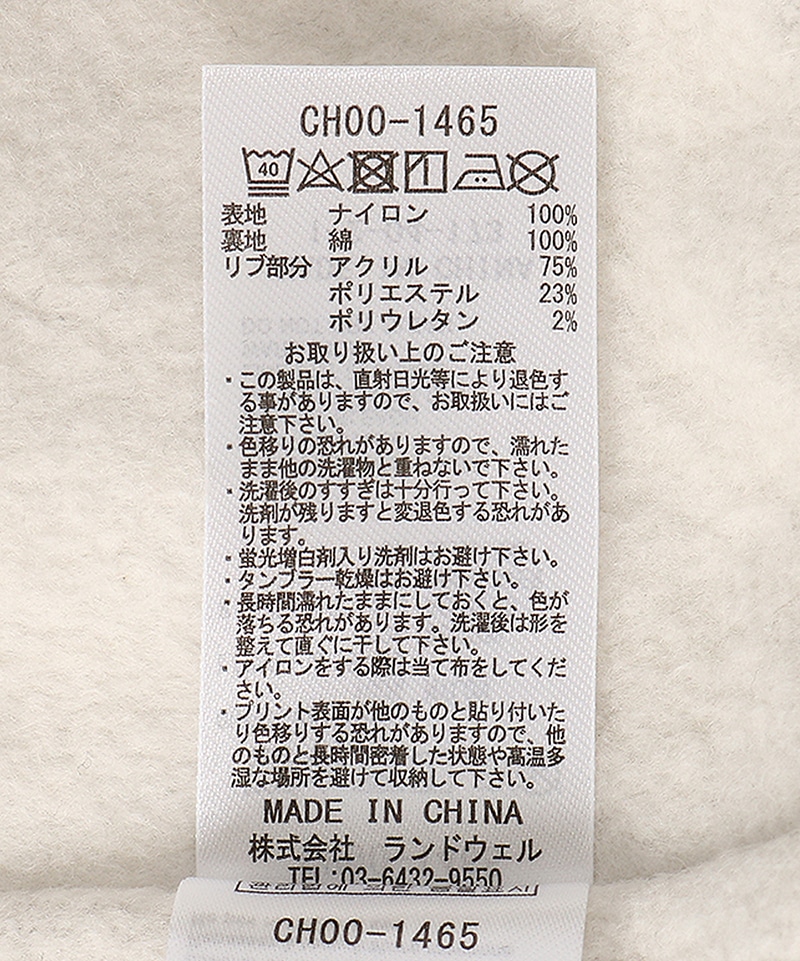 CH00-1465
40
表地 ナイロン 100%
裏地 綿 100%
リブ部分 アクリル 75%
ポリエステル 23%
ポリウレタン 2%
お取り扱い上のご注意
・この製品は、直射日光等により退色す
る事がありますので、お取扱いにはご
注意下さい。
・色移りの恐れがありますので、濡れた
まま他の洗濯物と重ねないで下さい。
・洗濯後のすすぎは十分行って下さい。
洗剤が残りますと変退色する恐れがあ
ります。
・蛍光増白剤入り洗剤はお避け下さい。
・タンブラー乾燥はお避け下さい。
・長時間濡れたままにしておくと、色が
落ちる恐れがあります。洗濯後は形を
整えて直ぐに干して下さい。
・アイロンをする際は当て布をしてくだ
さい。
・プリント表面が他のものと貼り付いた
り色移りする恐れがありますので、他
のものと長時間密着した状態や高温多
湿な場所を避けて収納して下さい。
MADE IN CHINA
株式会社 ランドウェル
TEL:03-6432-9550
CH00-1465